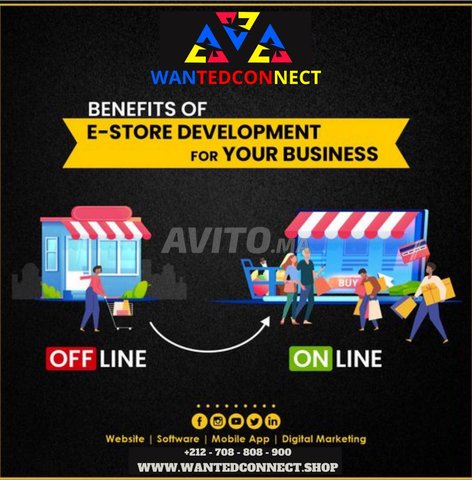 WANTEDCONNECT
BENEFITS OF
E-STORE DEVELOPMENT
FOR YOUR BUSINESS
AVITO.MA
BUY
OFF LINE
ON LINE
Website | Software | Mobile App | Digital Marketing
+212 - 708 - 808 - 900
WWW.WANTEDCONNECT.SHOP